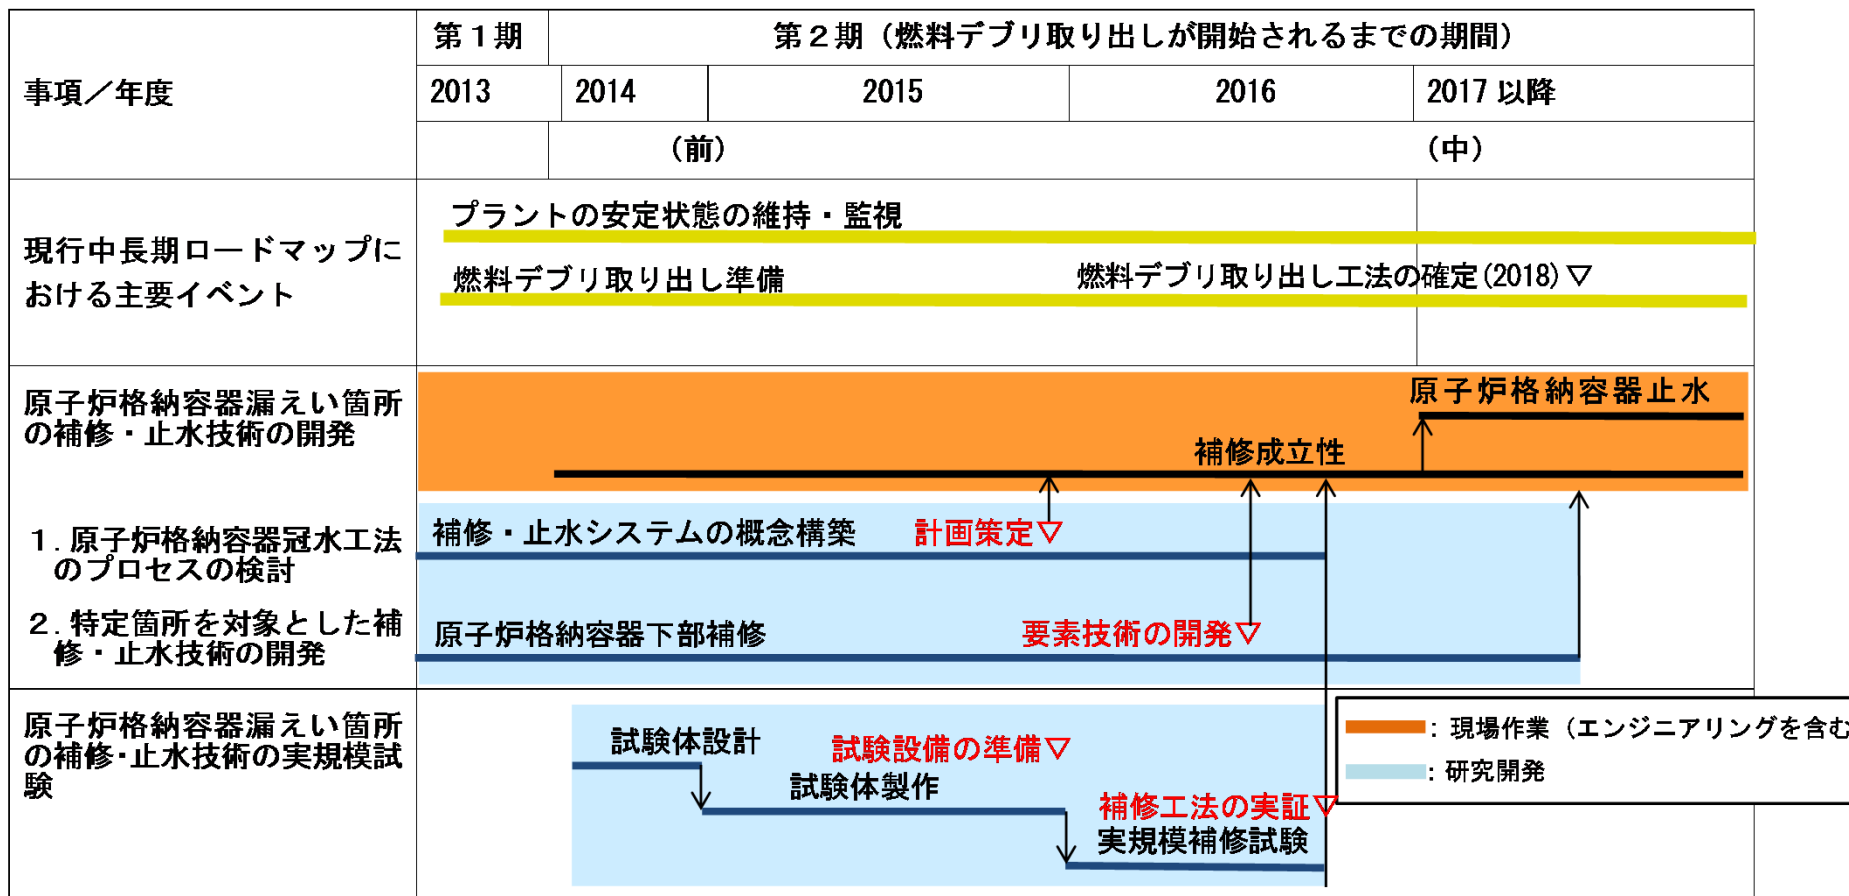 第１期
第２期（燃料デブリ取り出しが開始されるまでの期間）
事項／年度
2013
2014
2015
2016
2017 以降
（前）
（中）
現行中長期ロードマップに
おける主要イベント
プラントの安定状態の維持・監視
燃料デブリ取り出し準備
燃料デブリ取り出し工法の確定(2018)▽
原子炉格納容器漏えい箇所
の補修・止水技術の開発
原子炉格納容器止水
補修成立性
１. 原子炉格納容器冠水工法
のプロセスの検討
補修・止水システムの概念構築
計画策定▽
２. 特定箇所を対象とした補
修・止水技術の開発
原子炉格納容器下部補修
要素技術の開発▽
原子炉格納容器漏えい箇所
の補修･止水技術の実規模試
験
試験体設計
試験設備の準備▽
試験体製作
補修工法の実証▽
実規模補修試験
: 現場作業（エンジニアリングを含む
: 研究開発